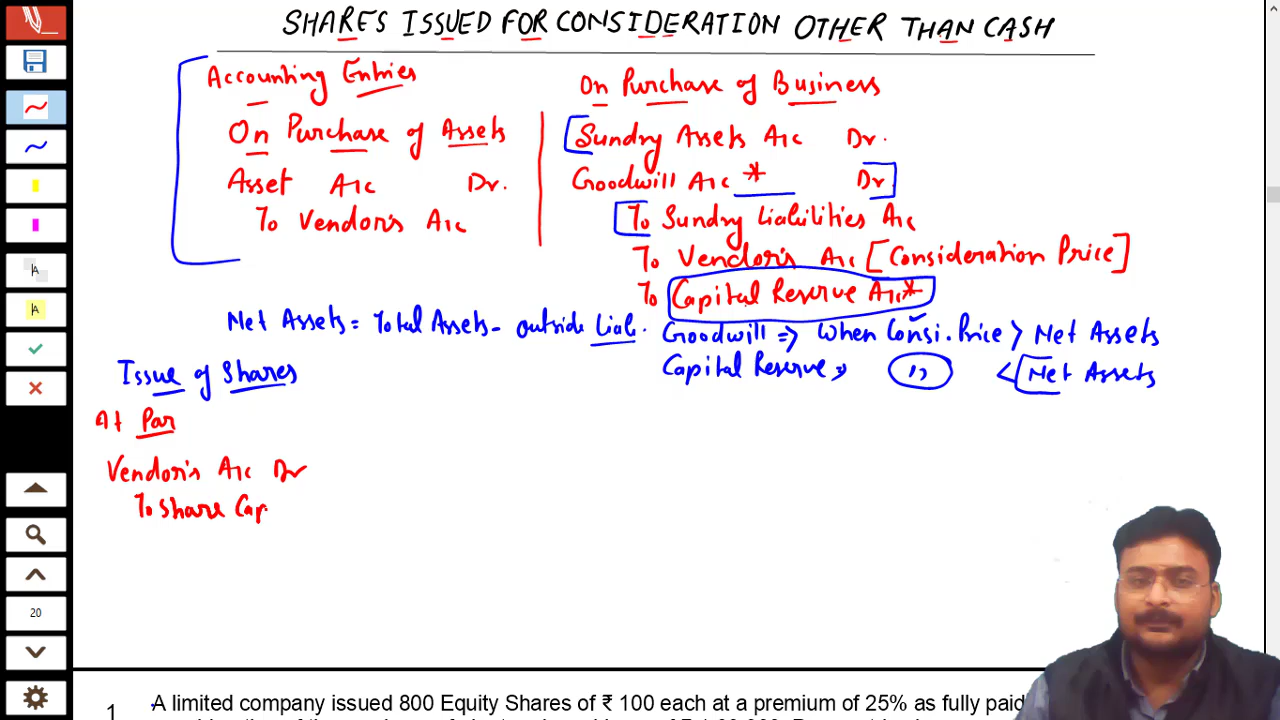 SHARES ISSUED FOR CONSIDERATION OTHER THAN CASH
Accounting Entries
On Purchase of Assets
Asset A/c Dr.
To Vendor's A/c
On Purchase of Business
Sundry Assets A/c Dr.
Goodwill A/c * Dr
To Sundry Liabilities A/c
To Vendor's A/c [Consideration Price]
To Capital Reserve A/c*
Net Assets = Total Assets - outside Liab.
Goodwill => When Consi. Price > Net Assets
Capital Reserve => " < Net Assets
Issue of Shares
At Par
Vendor's A/c Dr
To Share Cap
20
1 A limited company issued 800 Equity Shares of ₹ 100 each at a premium of 25% as fully paid